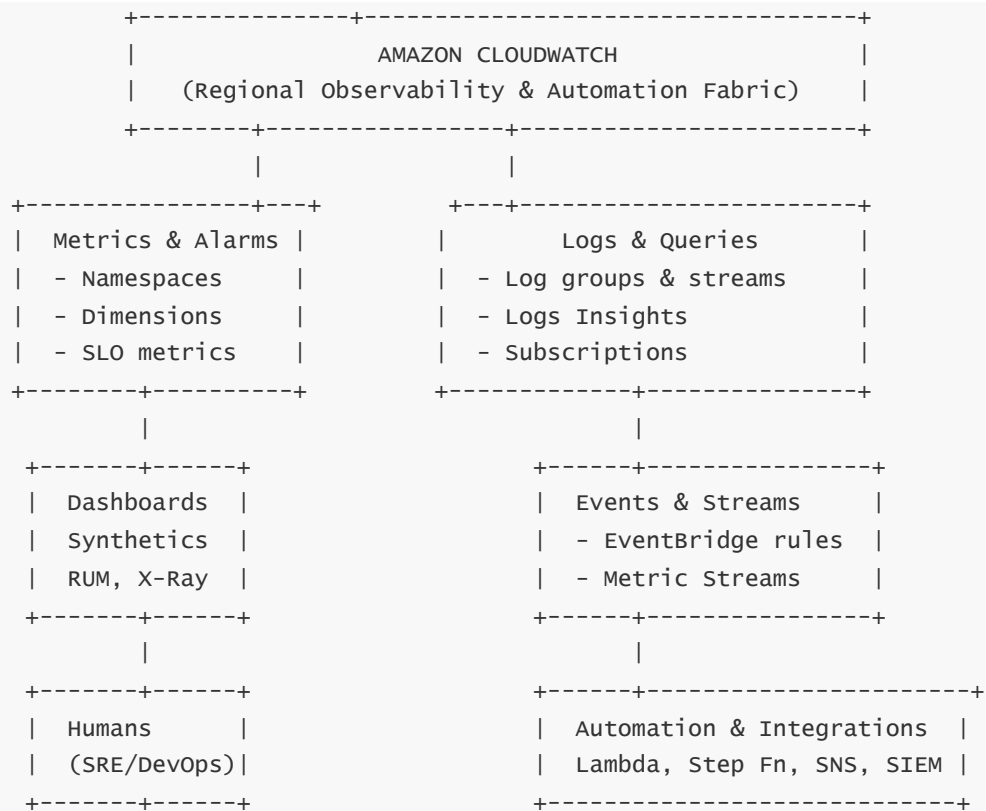 AMAZON CLOUDWATCH
(Regional Observability & Automation Fabric)
Metrics & Alarms
- Namespaces
- Dimensions
- SLO metrics
Logs & Queries
- Log groups & streams
- Logs Insights
- Subscriptions
Dashboards
Synthetics
RUM, X-Ray
Events & Streams
- EventBridge rules
- Metric Streams
Humans
(SRE/DevOps)
Automation & Integrations
Lambda, Step Fn, SNS, SIEM